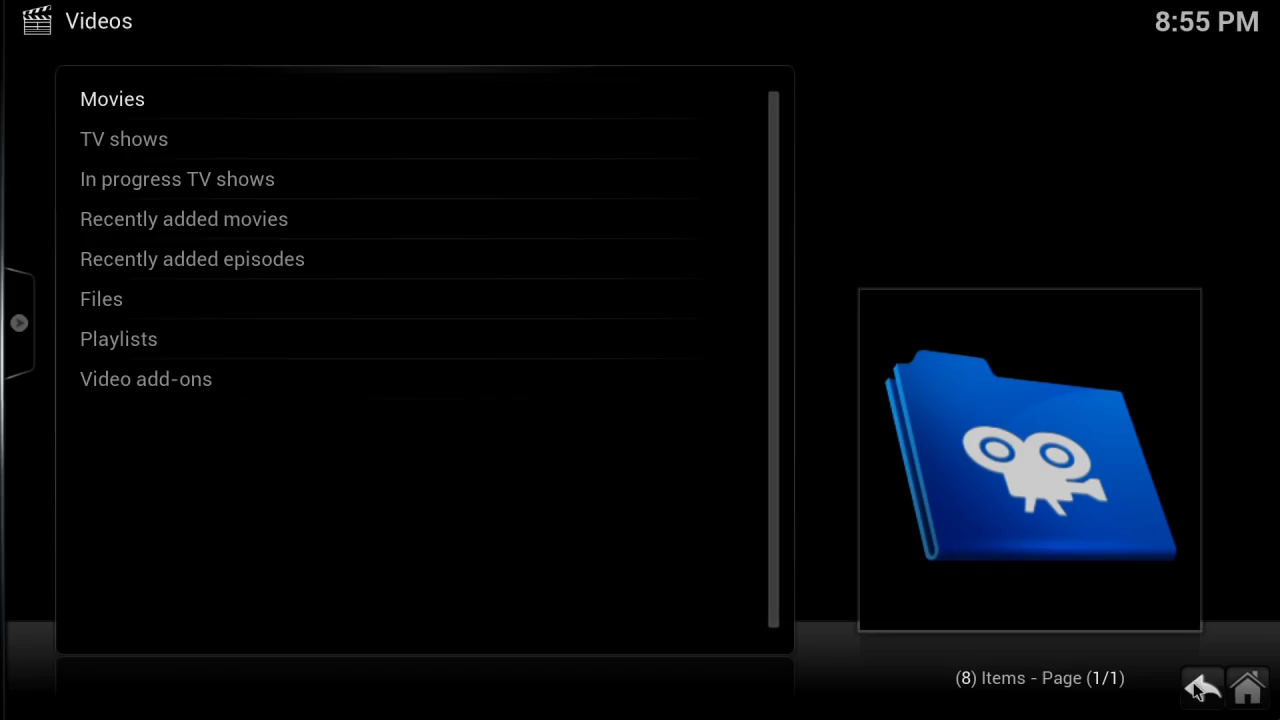 Videos
8:55 PM
Movies
TV shows
In progress TV shows
Recently added movies
Recently added episodes
Files
Playlists
Video add-ons
(8) Items - Page (1/1)